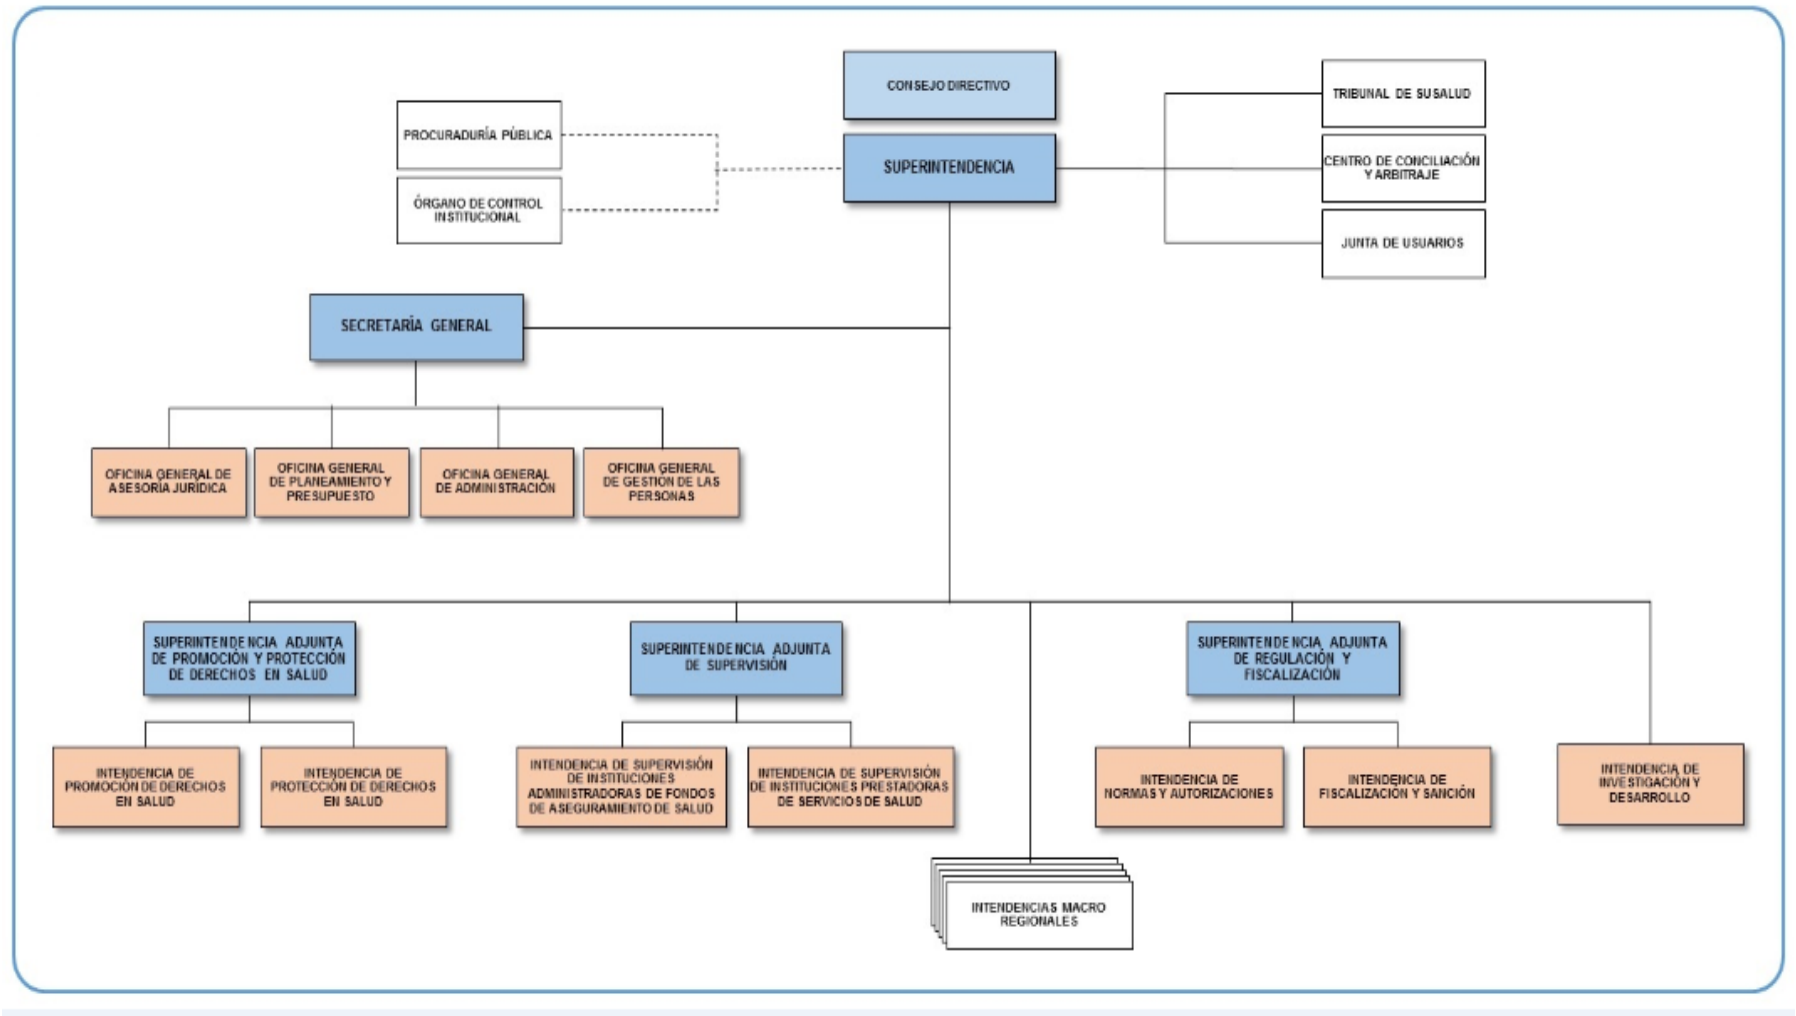 CONSEJO DIRECTIVO
SUPERINTENDENCIA
TRIBUNAL DE SUSALUD
CENTRO DE CONCILIACIÓN
Y ARBITRAJE
JUNTA DE USUARIOS
PROCURADURÍA PÚBLICA
ÓRGANO DE CONTROL
INSTITUCIONAL
SECRETARÍA GENERAL
OFICINA GENERAL DE
ASESORÍA JURÍDICA
OFICINA GENERAL
DE PLANEAMIENTO Y
PRESUPUESTO
OFICINA GENERAL
DE ADMINISTRACIÓN
OFICINA GENERAL
DE GESTIÓN DE LAS
PERSONAS
SUPERINTENDENCIA ADJUNTA
DE PROMOCIÓN Y PROTECCIÓN
DE DERECHOS EN SALUD
SUPERINTENDENCIA ADJUNTA
DE SUPERVISIÓN
SUPERINTENDENCIA ADJUNTA
DE REGULACIÓN Y
FISCALIZACIÓN
INTENDENCIA DE
PROMOCIÓN DE DERECHOS
EN SALUD
INTENDENCIA DE
PROTECCIÓN DE DERECHOS
EN SALUD
INTENDENCIA DE SUPERVISIÓN
DE INSTITUCIONES
ADMINISTRADORAS DE FONDOS
DE ASEGURAMIENTO DE SALUD
INTENDENCIA DE SUPERVISIÓN
DE INSTITUCIONES PRESTADORAS
DE SERVICIOS DE SALUD
INTENDENCIA DE
NORMAS Y AUTORIZACIONES
INTENDENCIA DE
FISCALIZACIÓN Y SANCIÓN
INTENDENCIA DE
INVESTIGACIÓN Y
DESARROLLO
INTENDENCIAS MACRO
REGIONALES